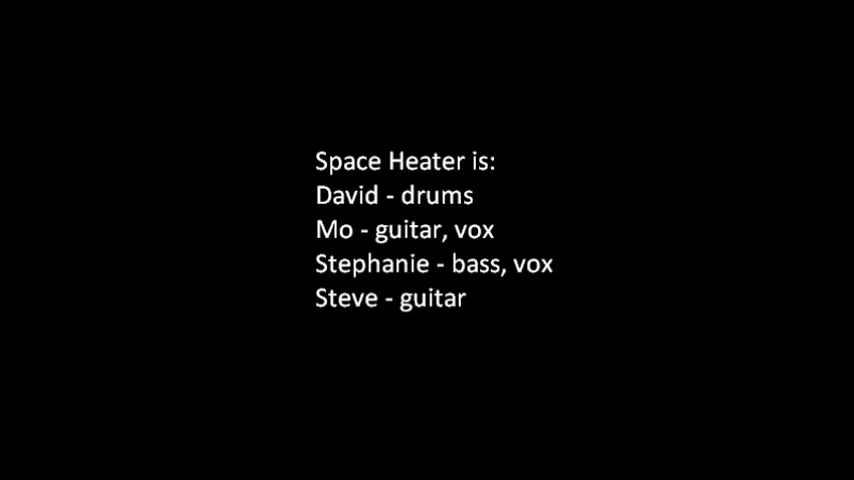 Space Heater is:
David - drums
Mo - guitar, vox
Stephanie - bass, vox
Steve - guitar